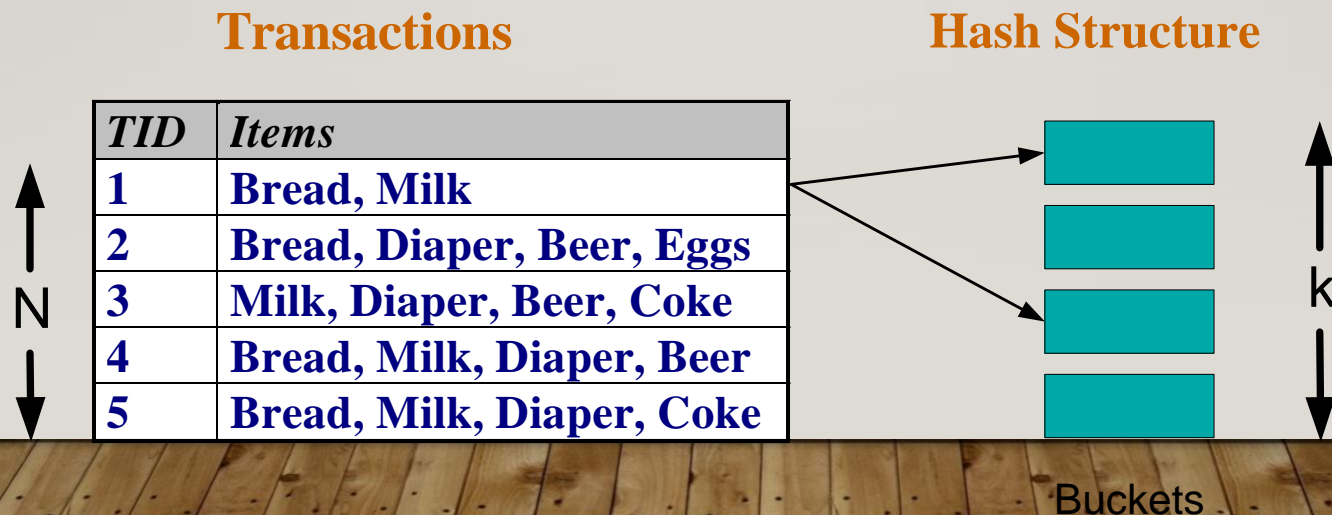 Transactions
Hash Structure
TID Items
1 Bread, Milk
2 Bread, Diaper, Beer, Eggs
3 Milk, Diaper, Beer, Coke
4 Bread, Milk, Diaper, Beer
5 Bread, Milk, Diaper, Coke
N
k
Buckets